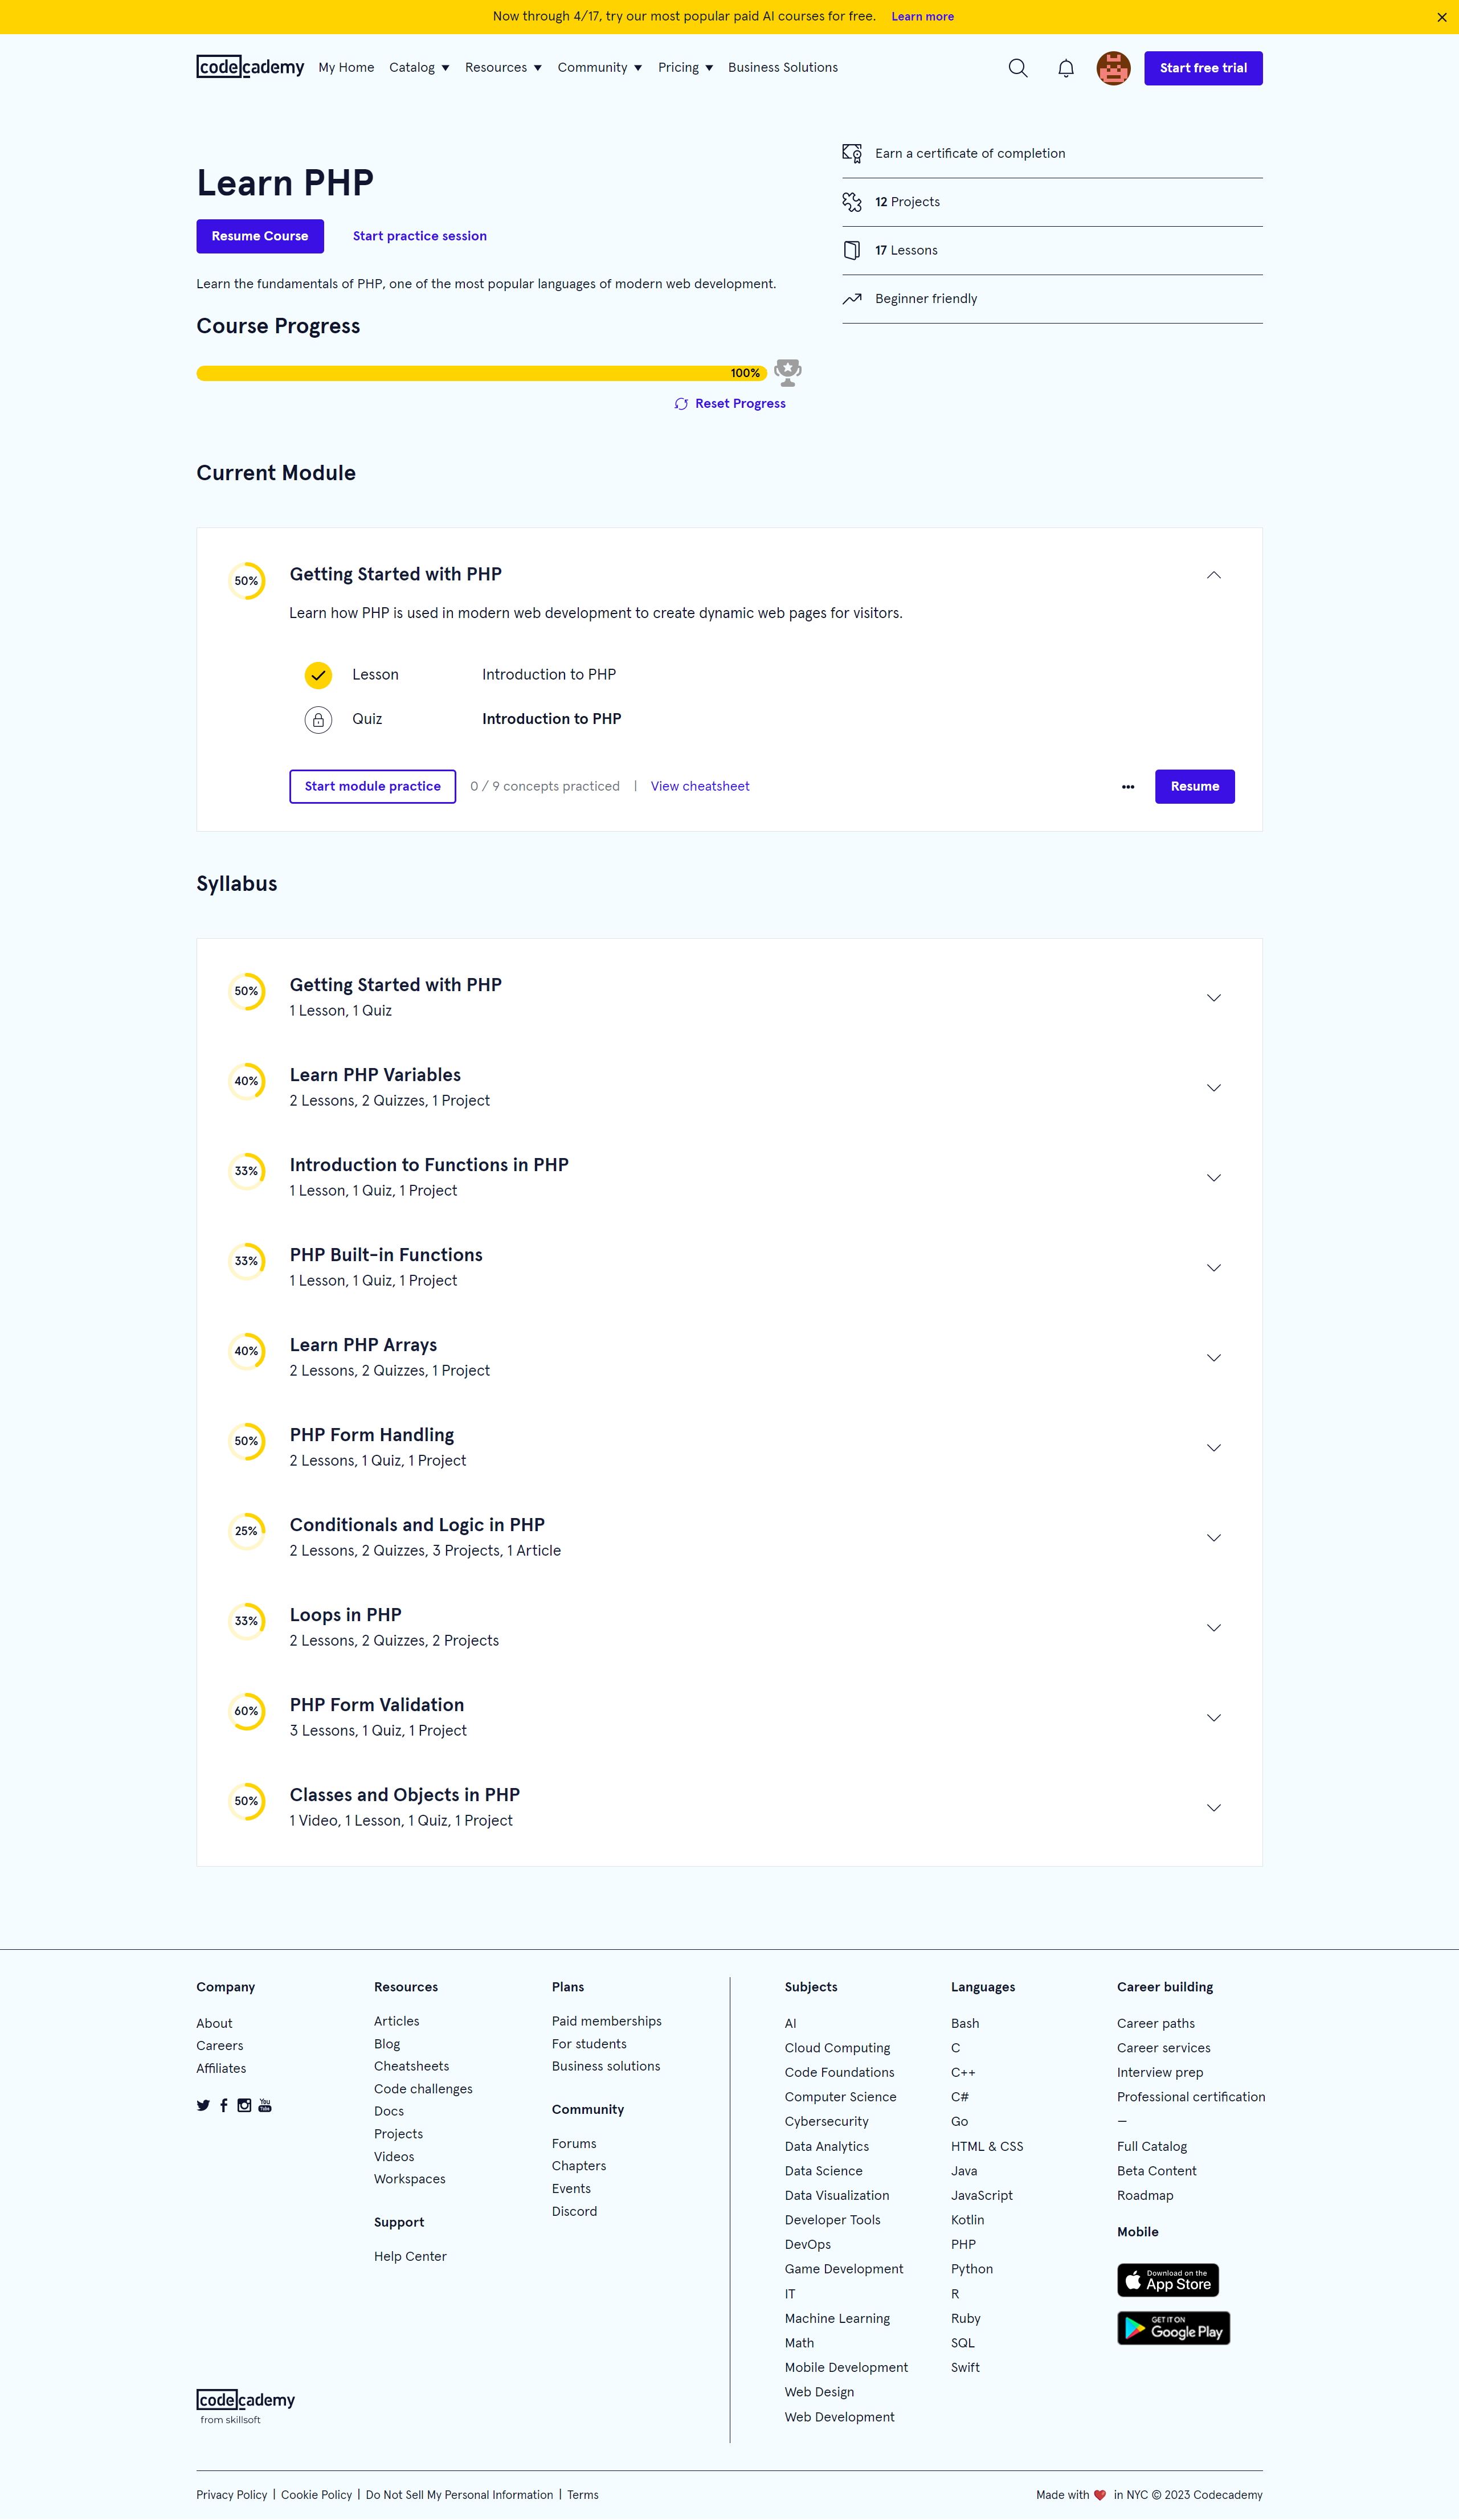 Now through 4/17, try our most popular paid AI courses for free. Learn more
codecademy My Home Catalog Resources Community Pricing Business Solutions Start free trial
Learn PHP
Resume Course Start practice session
Learn the fundamentals of PHP, one of the most popular languages of modern web development.
Course Progress
100%
Reset Progress
Earn a certificate of completion
12 Projects
17 Lessons
Beginner friendly
Current Module
50% Getting Started with PHP
Learn how PHP is used in modern web development to create dynamic web pages for visitors.
Lesson Introduction to PHP
Quiz Introduction to PHP
Start module practice 0 / 9 concepts practiced | View cheatsheet ••• Resume
Syllabus
50% Getting Started with PHP
1 Lesson, 1 Quiz
40% Learn PHP Variables
2 Lessons, 2 Quizzes, 1 Project
33% Introduction to Functions in PHP
1 Lesson, 1 Quiz, 1 Project
33% PHP Built-in Functions
1 Lesson, 1 Quiz, 1 Project
40% Learn PHP Arrays
2 Lessons, 2 Quizzes, 1 Project
50% PHP Form Handling
2 Lessons, 1 Quiz, 1 Project
25% Conditionals and Logic in PHP
2 Lessons, 2 Quizzes, 3 Projects, 1 Article
33% Loops in PHP
2 Lessons, 2 Quizzes, 2 Projects
60% PHP Form Validation
3 Lessons, 1 Quiz, 1 Project
50% Classes and Objects in PHP
1 Video, 1 Lesson, 1 Quiz, 1 Project
Company
About
Careers
Affiliates
You
Tube
Resources
Articles
Blog
Cheatsheets
Code challenges
Docs
Projects
Videos
Workspaces
Support
Help Center
Plans
Paid memberships
For students
Business solutions
Community
Forums
Chapters
Events
Discord
Subjects
AI
Cloud Computing
Code Foundations
Computer Science
Cybersecurity
Data Analytics
Data Science
Data Visualization
Developer Tools
DevOps
Game Development
IT
Machine Learning
Math
Mobile Development
Web Design
Web Development
Languages
Bash
C
C++
C#
Go
HTML & CSS
Java
JavaScript
Kotlin
PHP
Python
R
Ruby
SQL
Swift
Career building
Career paths
Career services
Interview prep
Professional certification
—
Full Catalog
Beta Content
Roadmap
Mobile
Download on the
App Store
GET IT ON
Google Play
codecademy
from skillsoft
Privacy Policy | Cookie Policy | Do Not Sell My Personal Information | Terms
Made with ❤ in NYC © 2023 Codecademy